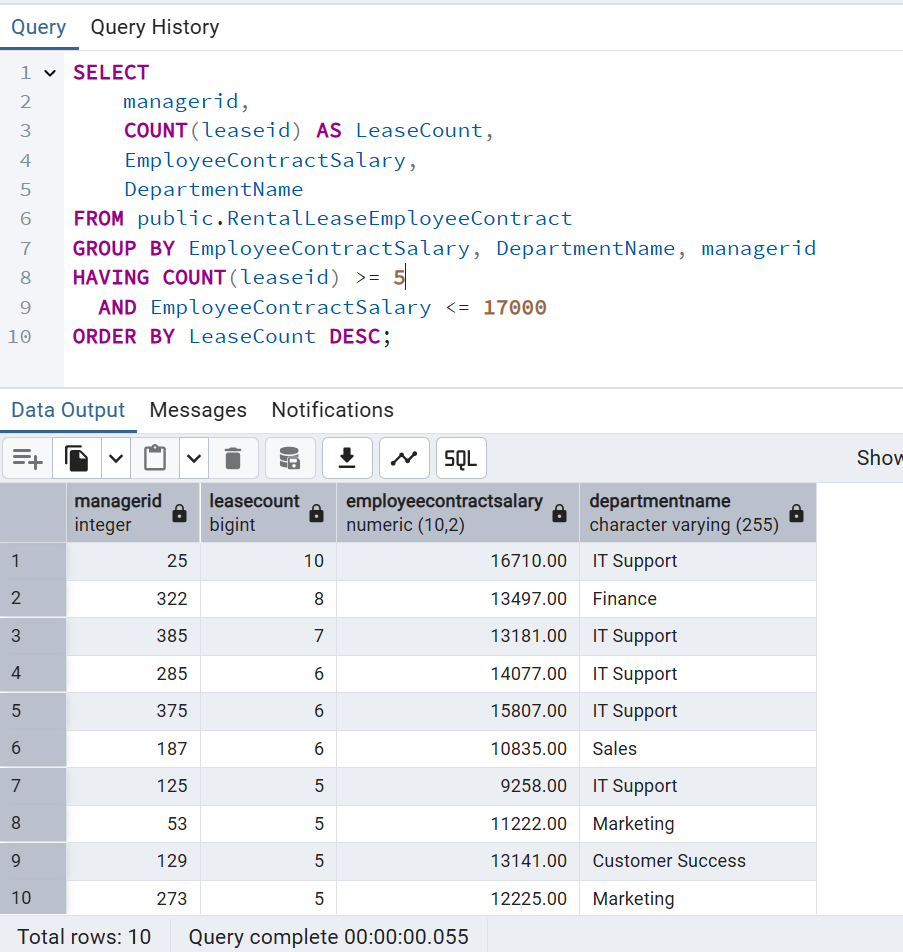 Query Query History
1 SELECT
2 managerid,
3 COUNT(leaseid) AS LeaseCount,
4 EmployeeContractSalary,
5 DepartmentName
6 FROM public.RentalLeaseEmployeeContract
7 GROUP BY EmployeeContractSalary, DepartmentName, managerid
8 HAVING COUNT(leaseid) >= 5
9 AND EmployeeContractSalary <= 17000
10 ORDER BY LeaseCount DESC;
Data Output Messages Notifications
SQL Show
managerid leasecount employeecontractsalary departmentname
integer bigint numeric (10,2) character varying (255)
1 25 10 16710.00 IT Support
2 322 8 13497.00 Finance
3 385 7 13181.00 IT Support
4 285 6 14077.00 IT Support
5 375 6 15807.00 IT Support
6 187 6 10835.00 Sales
7 125 5 9258.00 IT Support
8 53 5 11222.00 Marketing
9 129 5 13141.00 Customer Success
10 273 5 12225.00 Marketing
Total rows: 10 Query complete 00:00:00.055